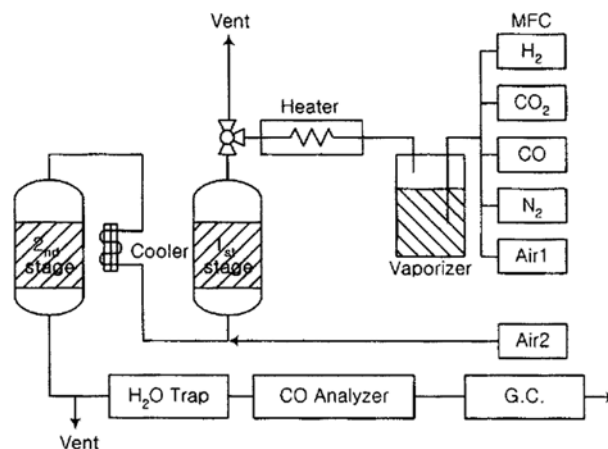 MFC
Vent
H2
Heater
CO2
CO
N2
2nd
stage
Cooler
1st
stage
Vaporizer
Air1
Air2
H2O Trap
CO Analyzer
G.C.
Vent